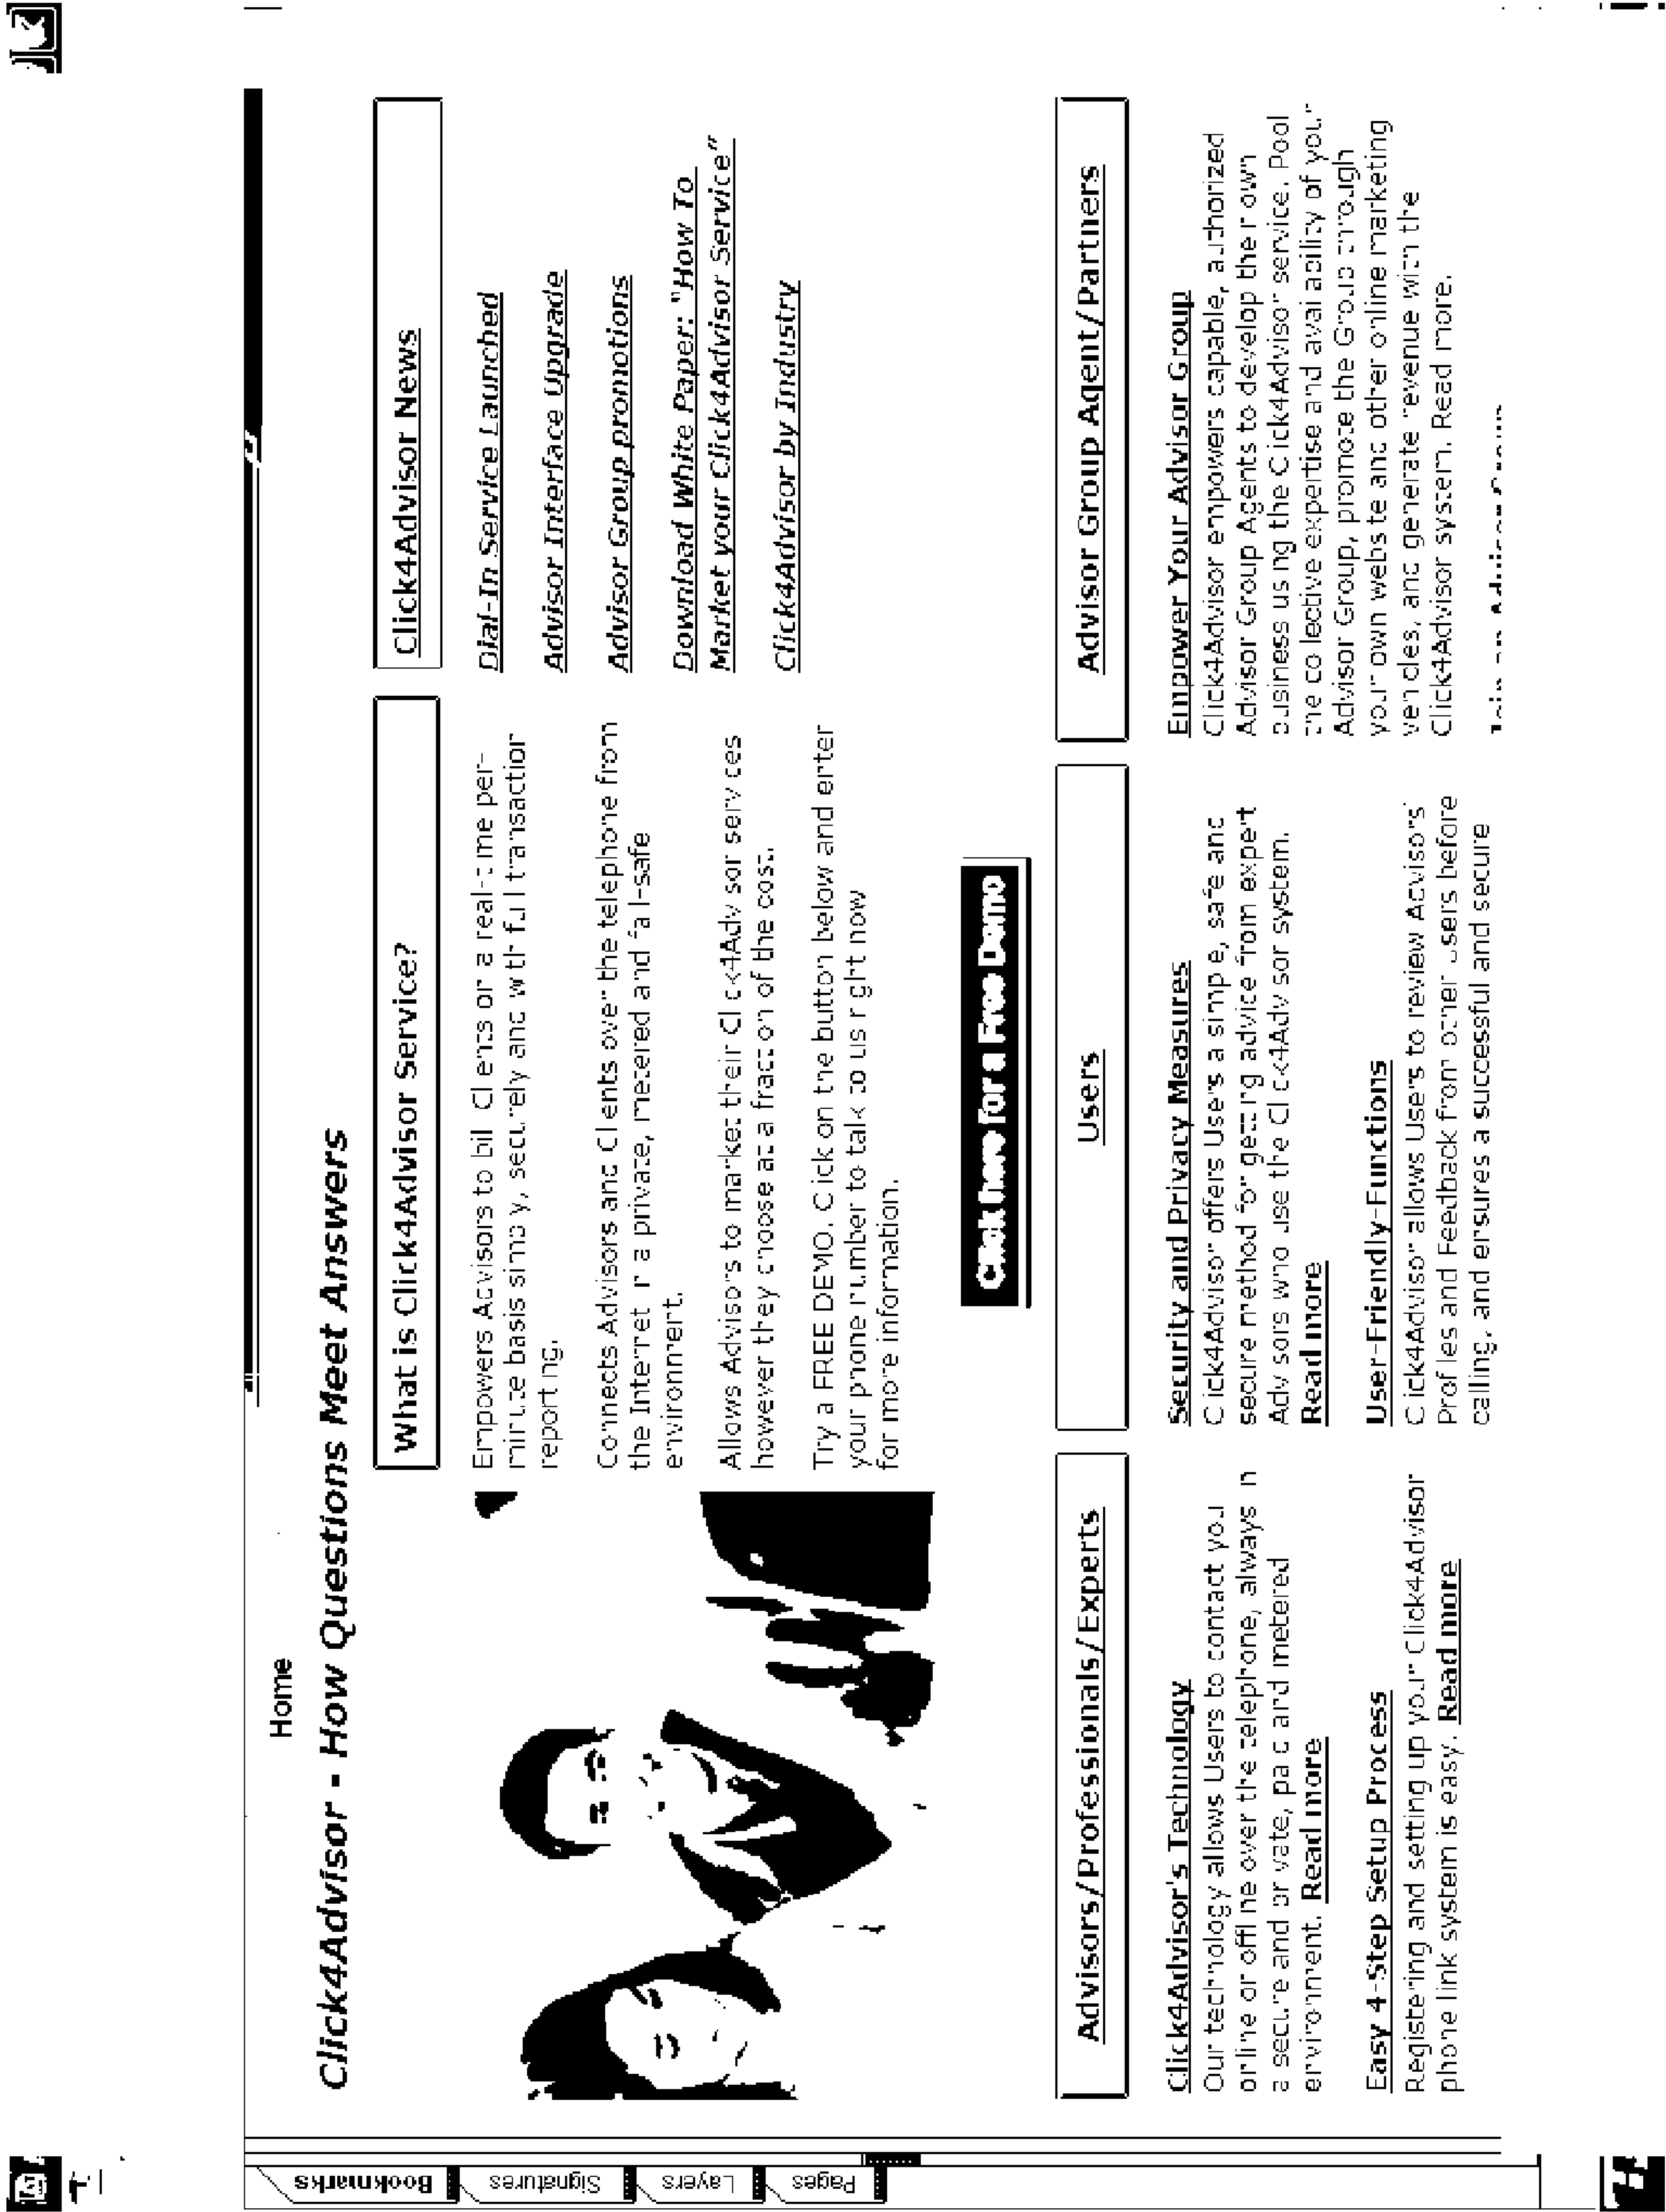 Home
Click4Advisor - How Questions Meet Answers
What is Click4Advisor Service?
Empowers Advisors to bill Clients on a real-time per-
minute basis simply, securely and with full transaction
reporting.
Connects Advisors and Clients over the telephone from
the Internet in a private, metered and fail-safe
environment.
Allows Advisors to market their Click4Advisor services
however they choose at a fraction of the cost.
Try a FREE DEMO. Click on the button below and enter
your phone number to talk to us right now
for more information.
Click here for a Free Demo
Click4Advisor News
Dial-In Service Launched
Advisor Interface Upgrade
Advisor Group promotions
Download White Paper: "How To
Market your Click4Advisor Service"
Click4Advisor by Industry
Advisors/Professionals/Experts
Click4Advisor's Technology
Our technology allows Users to contact you
online or offline over the telephone, always in
a secure and private, paid and metered
environment. Read more
Easy 4-Step Setup Process
Registering and setting up your Click4Advisor
phone link system is easy. Read more
Users
Security and Privacy Measures
Click4Advisor offers Users a simple, safe and
secure method for getting advice from expert
Advisors who use the Click4Advisor system.
Read more
User-Friendly-Functions
Click4Advisor allows Users to review Advisors'
Profiles and Feedback from other Users before
calling, and ensures a successful and secure
Advisor Group Agent/Partners
Empower Your Advisor Group
Click4Advisor empowers capable, authorized
Advisor Group Agents to develop their own
business using the Click4Advisor service. Pool
the collective expertise and availability of your
Advisor Group, promote the Group through
your own website and other online marketing
vehicles, and generate revenue with the
Click4Advisor system. Read more.
Bookmarks
Signatures
Layers
Pages